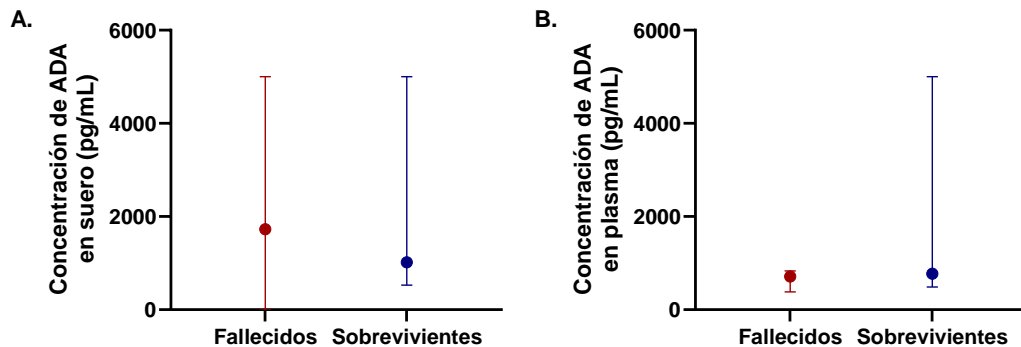 A.
Concentración de ADA
en suero (pg/mL)
6000
4000
2000
0
Fallecidos Sobrevivientes
B.
Concentración de ADA
en plasma (pg/mL)
6000
4000
2000
0
Fallecidos Sobrevivientes